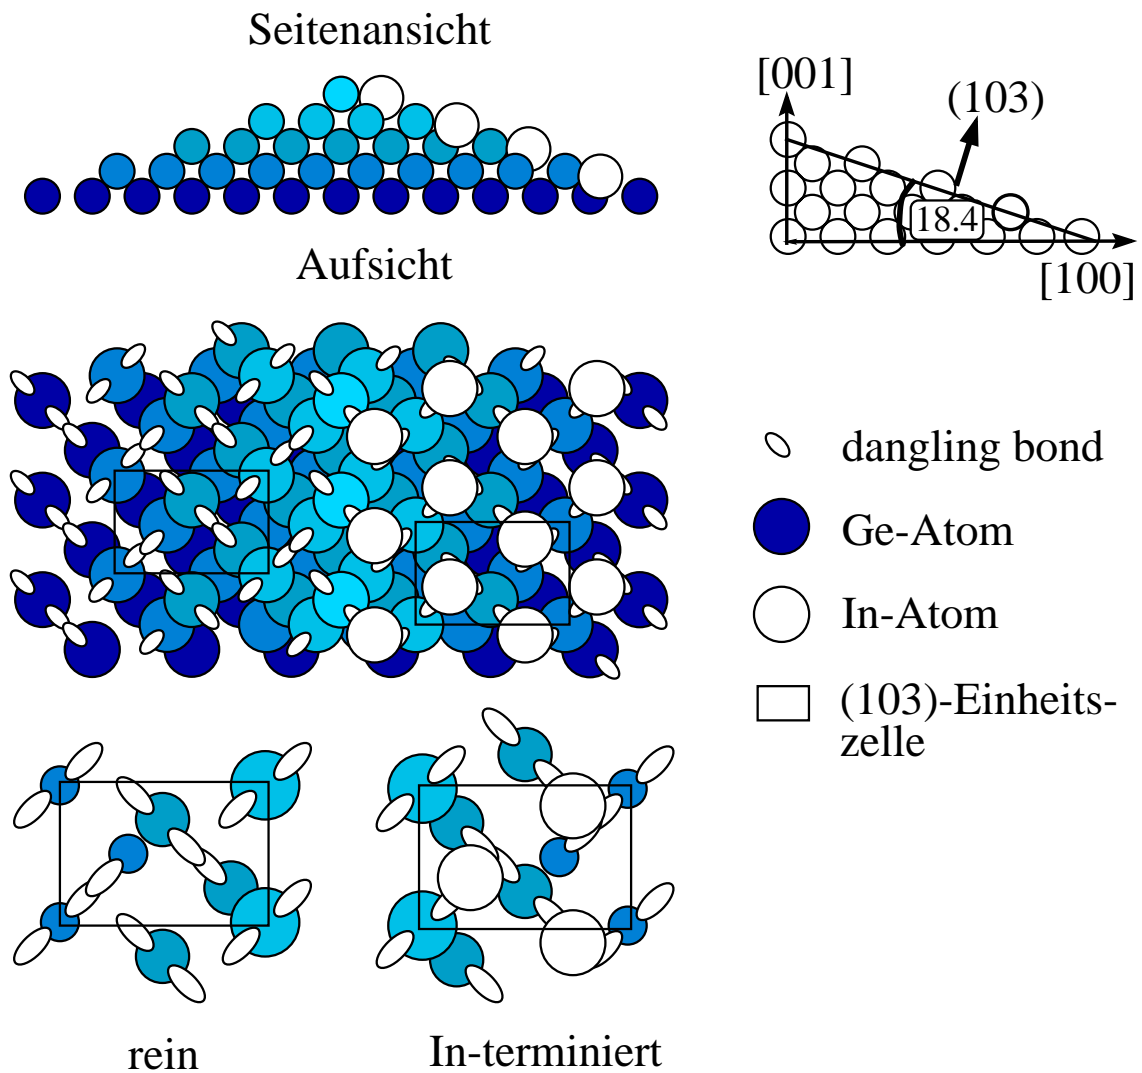 Seitenansicht
[001]
(103)
18.4
[100]
Aufsicht
dangling bond
Ge-Atom
In-Atom
(103)-Einheits-
zelle
rein
In-terminiert